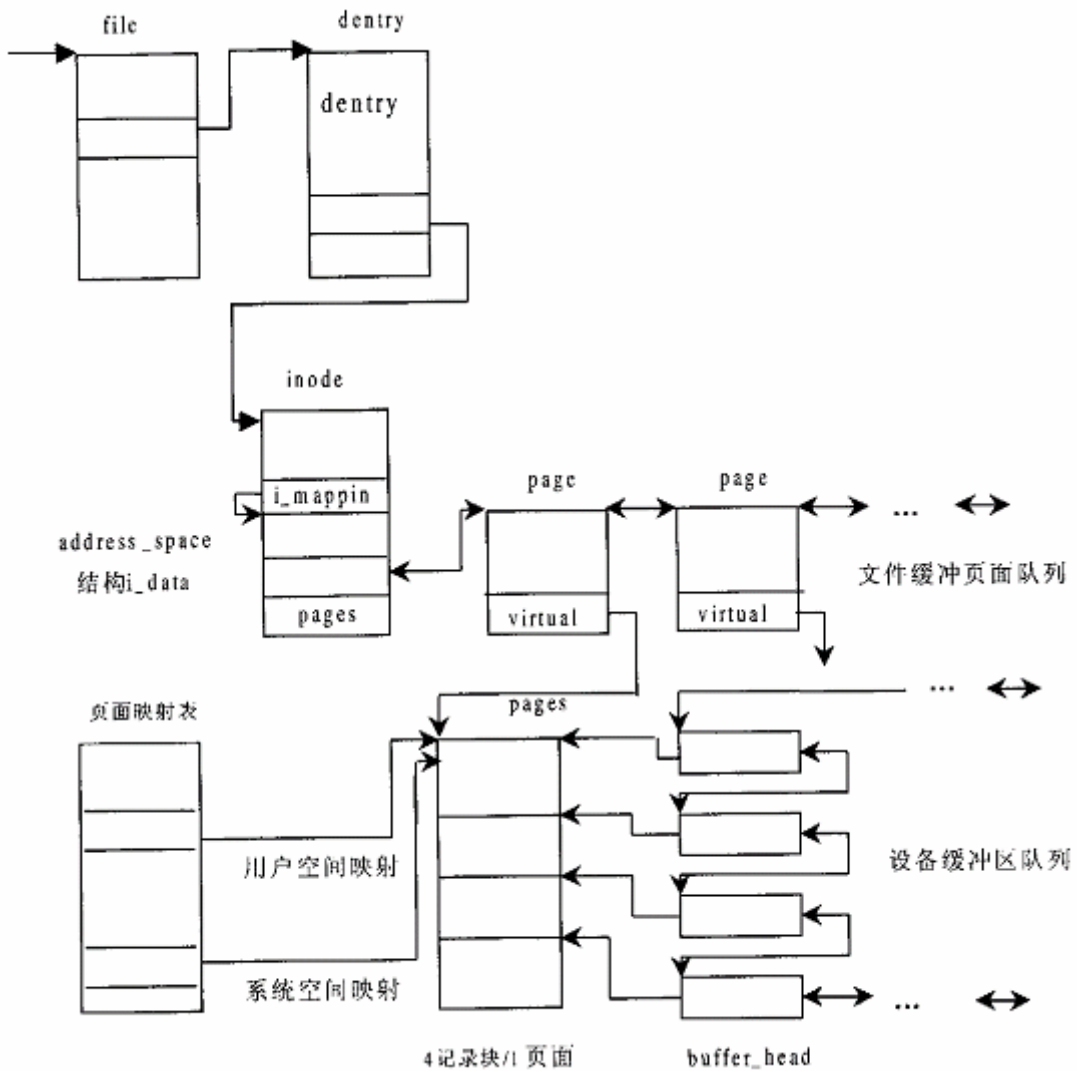 file
dentry
dentry
inode
i_mappin
address_space
结构i_data
pages
page
page
...
文件缓冲页面队列
virtual
virtual
...
页面映射表
pages
用户空间映射
设备缓冲区队列
系统空间映射
...
4记录块/1页面
buffer_head